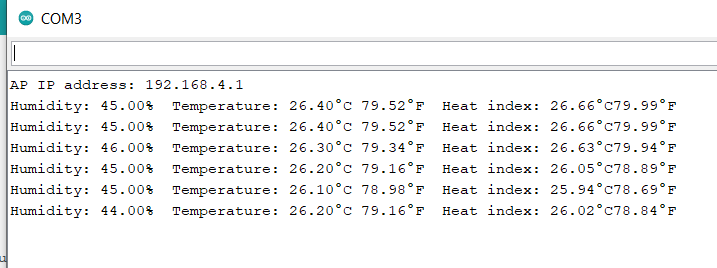 COM3
AP IP address: 192.168.4.1
Humidity: 45.00%  Temperature: 26.40°C 79.52°F  Heat index: 26.66°C79.99°F
Humidity: 45.00%  Temperature: 26.40°C 79.52°F  Heat index: 26.66°C79.99°F
Humidity: 46.00%  Temperature: 26.30°C 79.34°F  Heat index: 26.63°C79.94°F
Humidity: 45.00%  Temperature: 26.20°C 79.16°F  Heat index: 26.05°C78.89°F
Humidity: 45.00%  Temperature: 26.10°C 78.98°F  Heat index: 25.94°C78.69°F
Humidity: 44.00%  Temperature: 26.20°C 79.16°F  Heat index: 26.02°C78.84°F